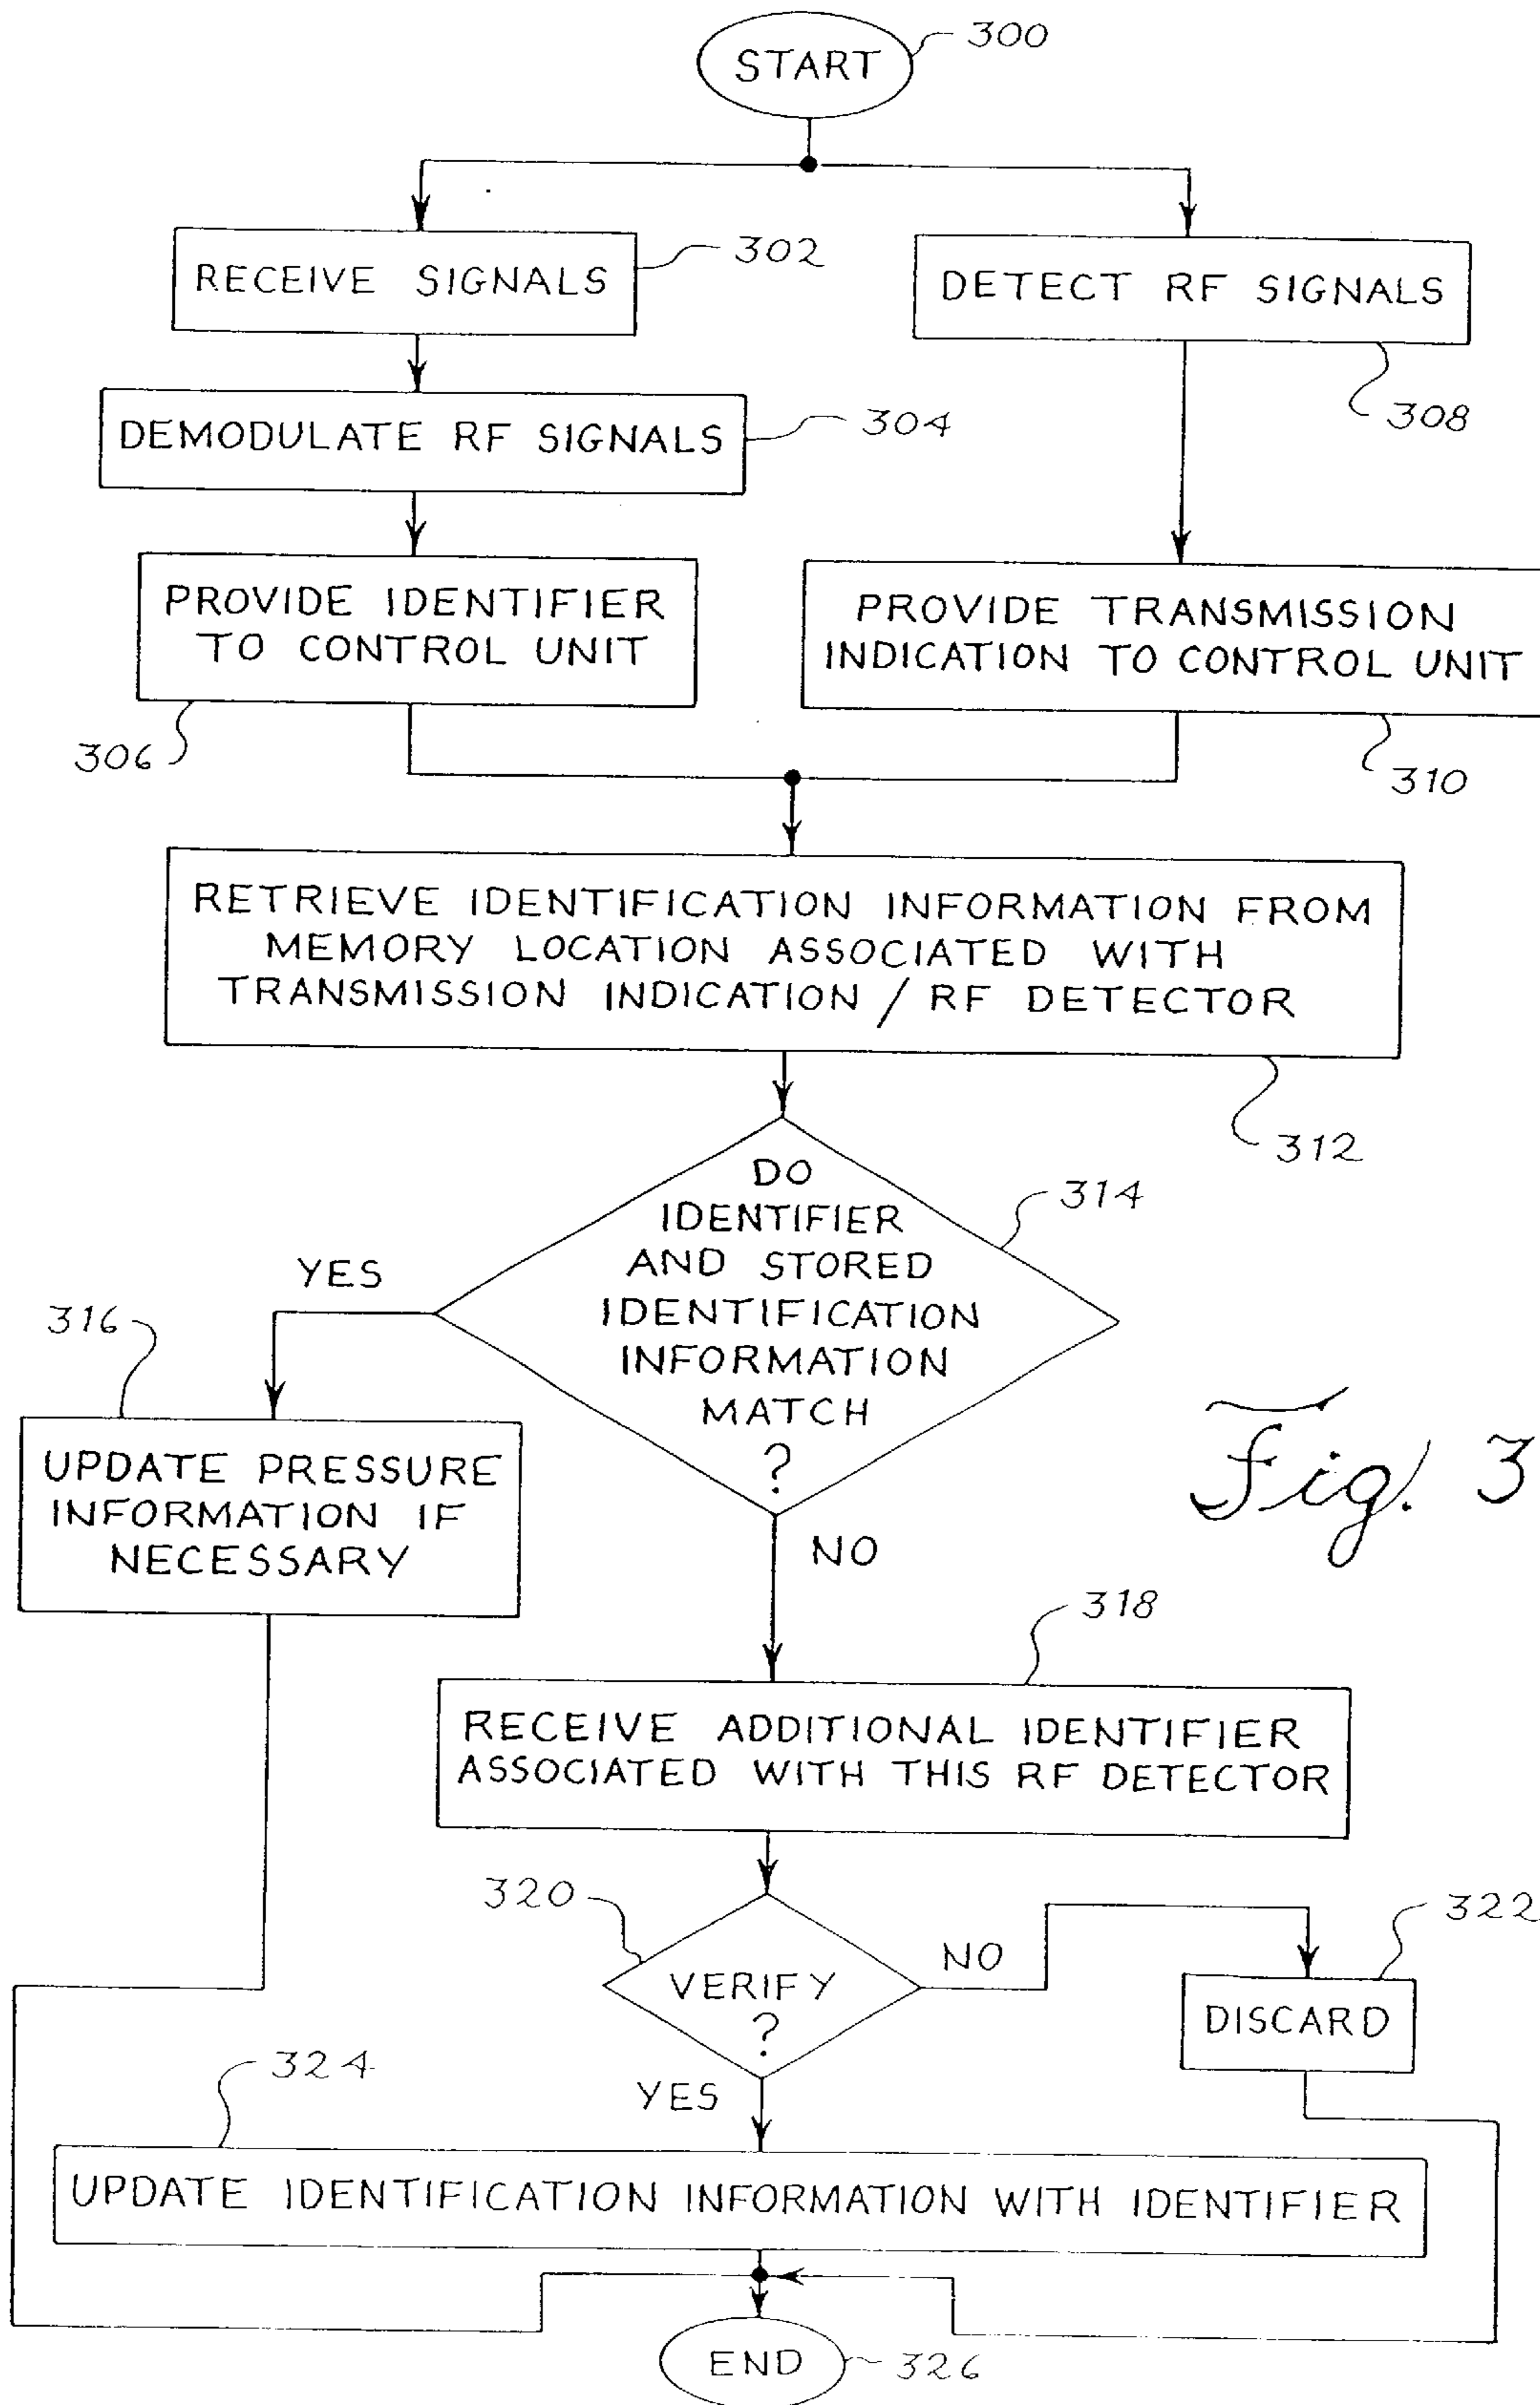 START
300
RECEIVE SIGNALS
302
DETECT RF SIGNALS
308
DEMODULATE RF SIGNALS
304
PROVIDE IDENTIFIER
TO CONTROL UNIT
306
PROVIDE TRANSMISSION
INDICATION TO CONTROL UNIT
310
RETRIEVE IDENTIFICATION INFORMATION FROM
MEMORY LOCATION ASSOCIATED WITH
TRANSMISSION INDICATION / RF DETECTOR
312
DO
IDENTIFIER
AND STORED
IDENTIFICATION
INFORMATION
MATCH
?
314
YES
316
UPDATE PRESSURE
INFORMATION IF
NECESSARY
NO
Fig. 3
318
RECEIVE ADDITIONAL IDENTIFIER
ASSOCIATED WITH THIS RF DETECTOR
320
VERIFY
?
NO
322
DISCARD
YES
324
UPDATE IDENTIFICATION INFORMATION WITH IDENTIFIER
END
326